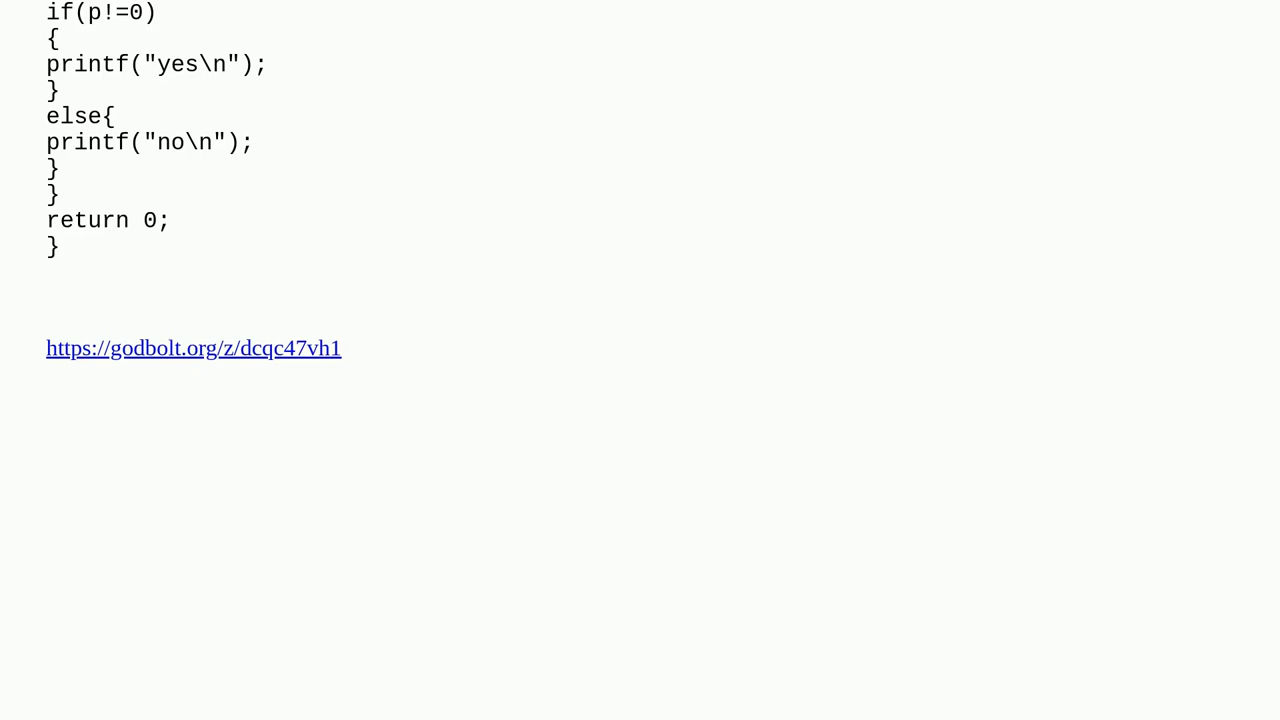 if(p!=0)
{
printf("yes\n");
}
else{
printf("no\n");
}
}
return 0;
}
https://godbolt.org/z/dcqc47vh1